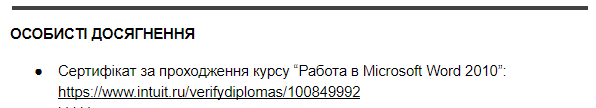 ОСОБИСТІ ДОСЯГНЕННЯ
● Сертифікат за проходження курсу “Работа в Microsoft Word 2010”:
https://www.intuit.ru/verifydiplomas/100849992